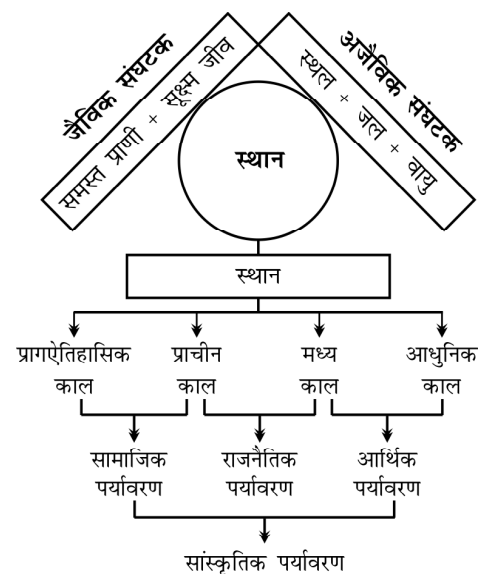 जैविक संघटक
समस्त प्राणी + सूक्ष्म जीव
अजैविक संघटक
स्थल + जल + वायु
स्थान
स्थान
प्रागऐतिहासिक काल
प्राचीन काल
मध्य काल
आधुनिक काल
सामाजिक पर्यावरण
राजनैतिक पर्यावरण
आर्थिक पर्यावरण
सांस्कृतिक पर्यावरण